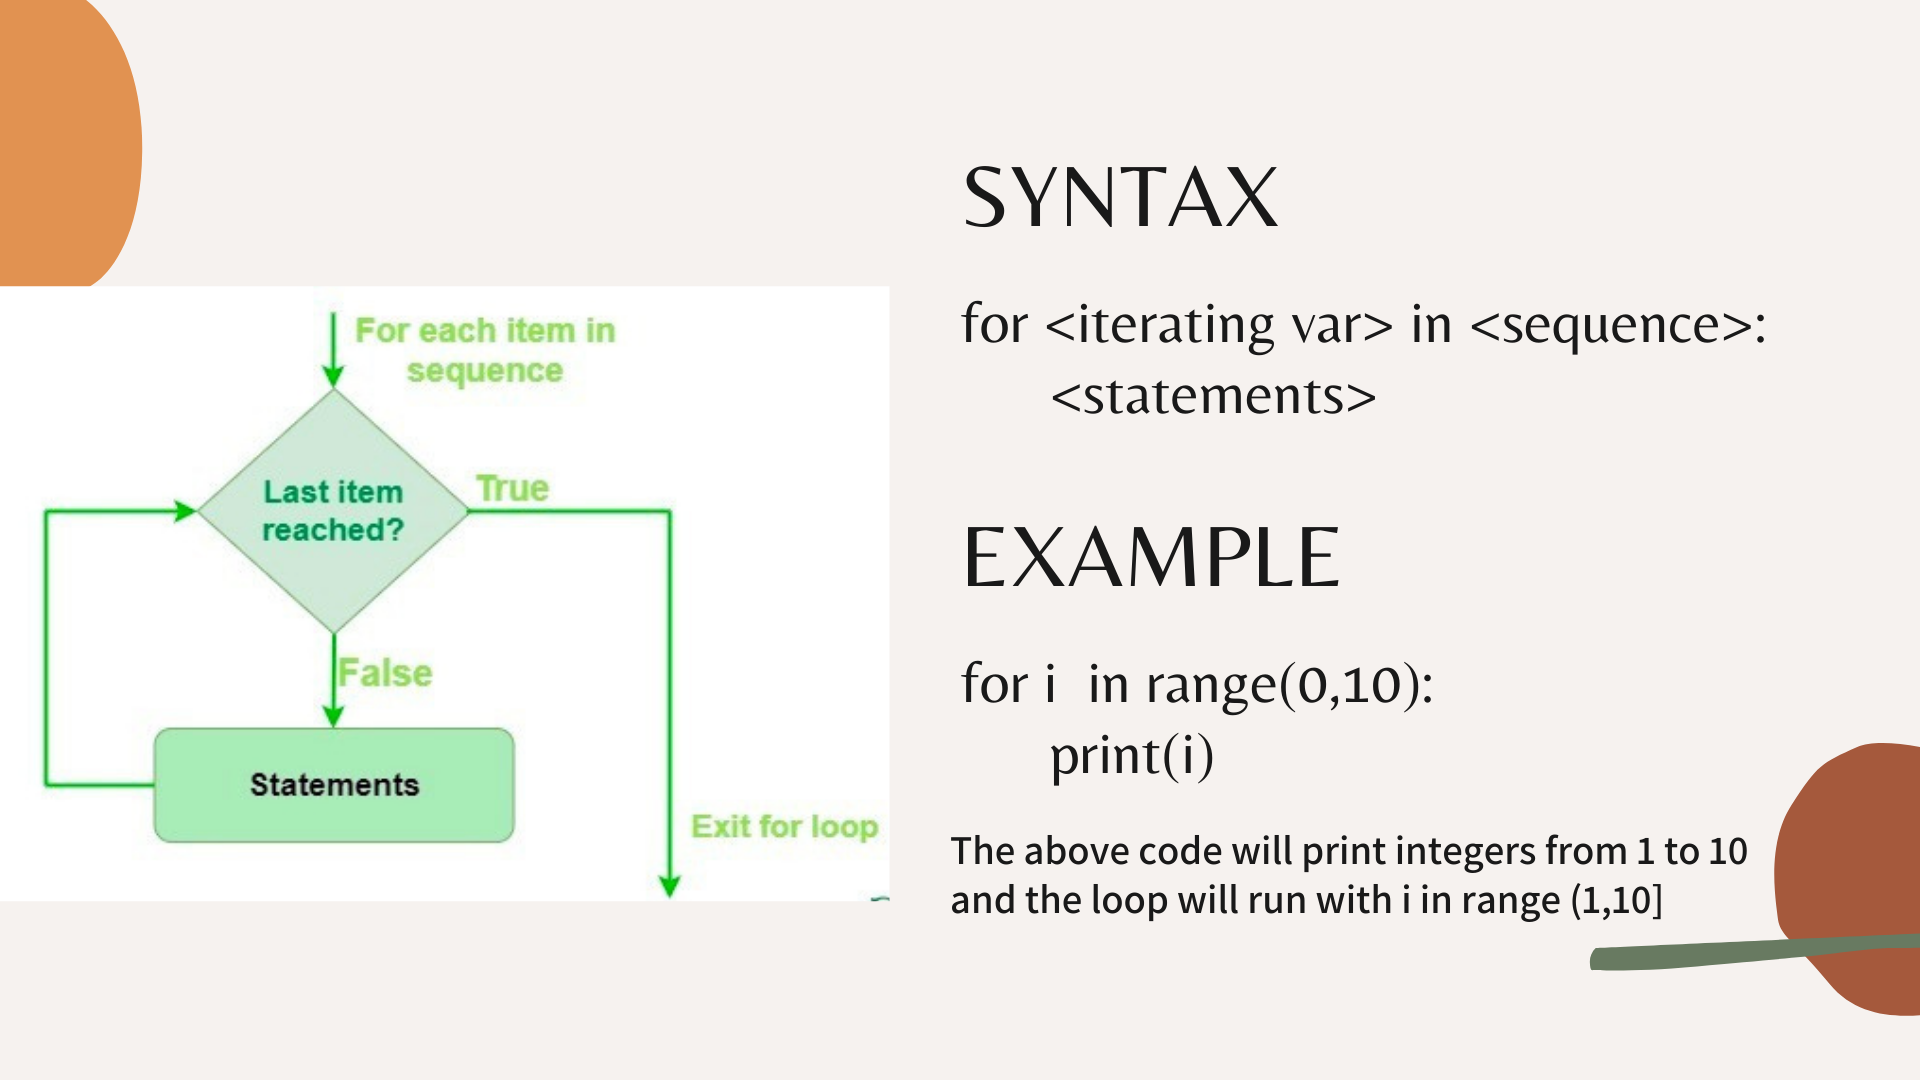 For each item in
sequence
Last item
reached?
True
False
Statements
Exit for loop
SYNTAX
for <iterating var> in <sequence>:
<statements>
EXAMPLE
for i  in range(0,10):
print(i)
The above code will print integers from 1 to 10
and the loop will run with i in range (1,10]